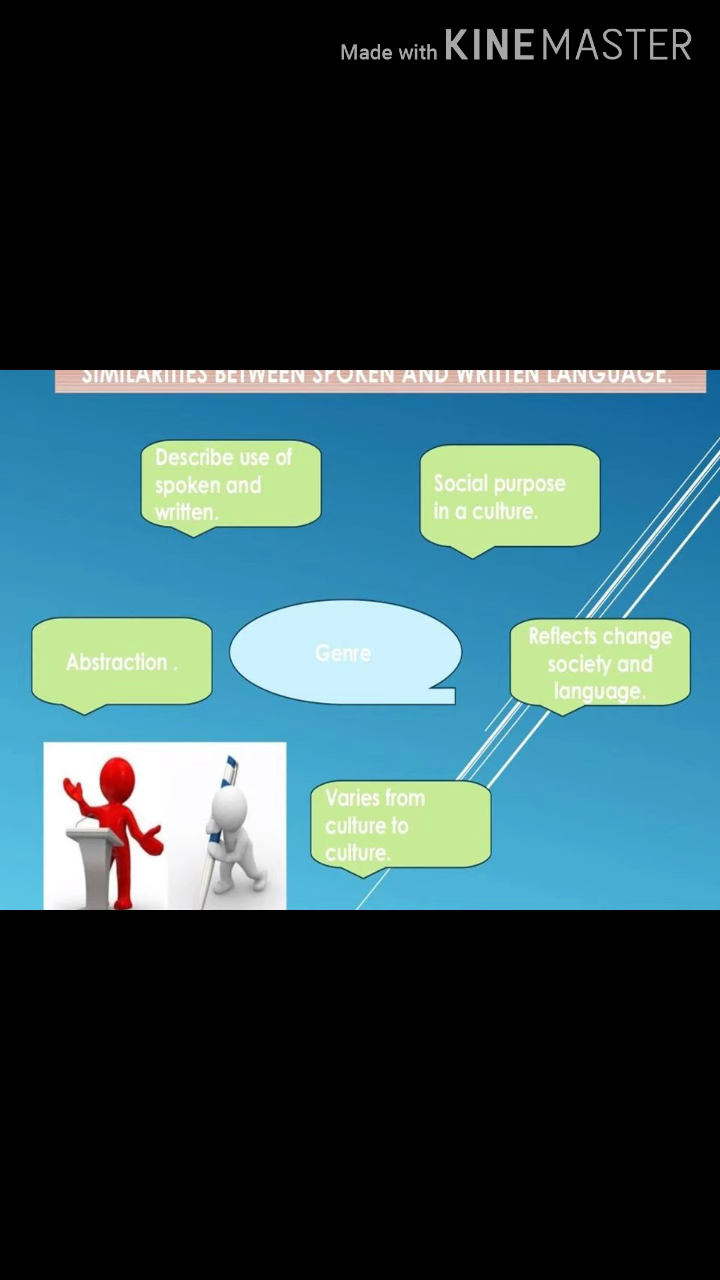 Made with KINEMASTER
SIMILARITIES BETWEEN SPOKEN AND WRITTEN LANGUAGE.
Describe use of
spoken and
written.
Social purpose
in a culture.
Abstraction .
Genre
Reflects change
society and
language.
Varies from
culture to
culture.